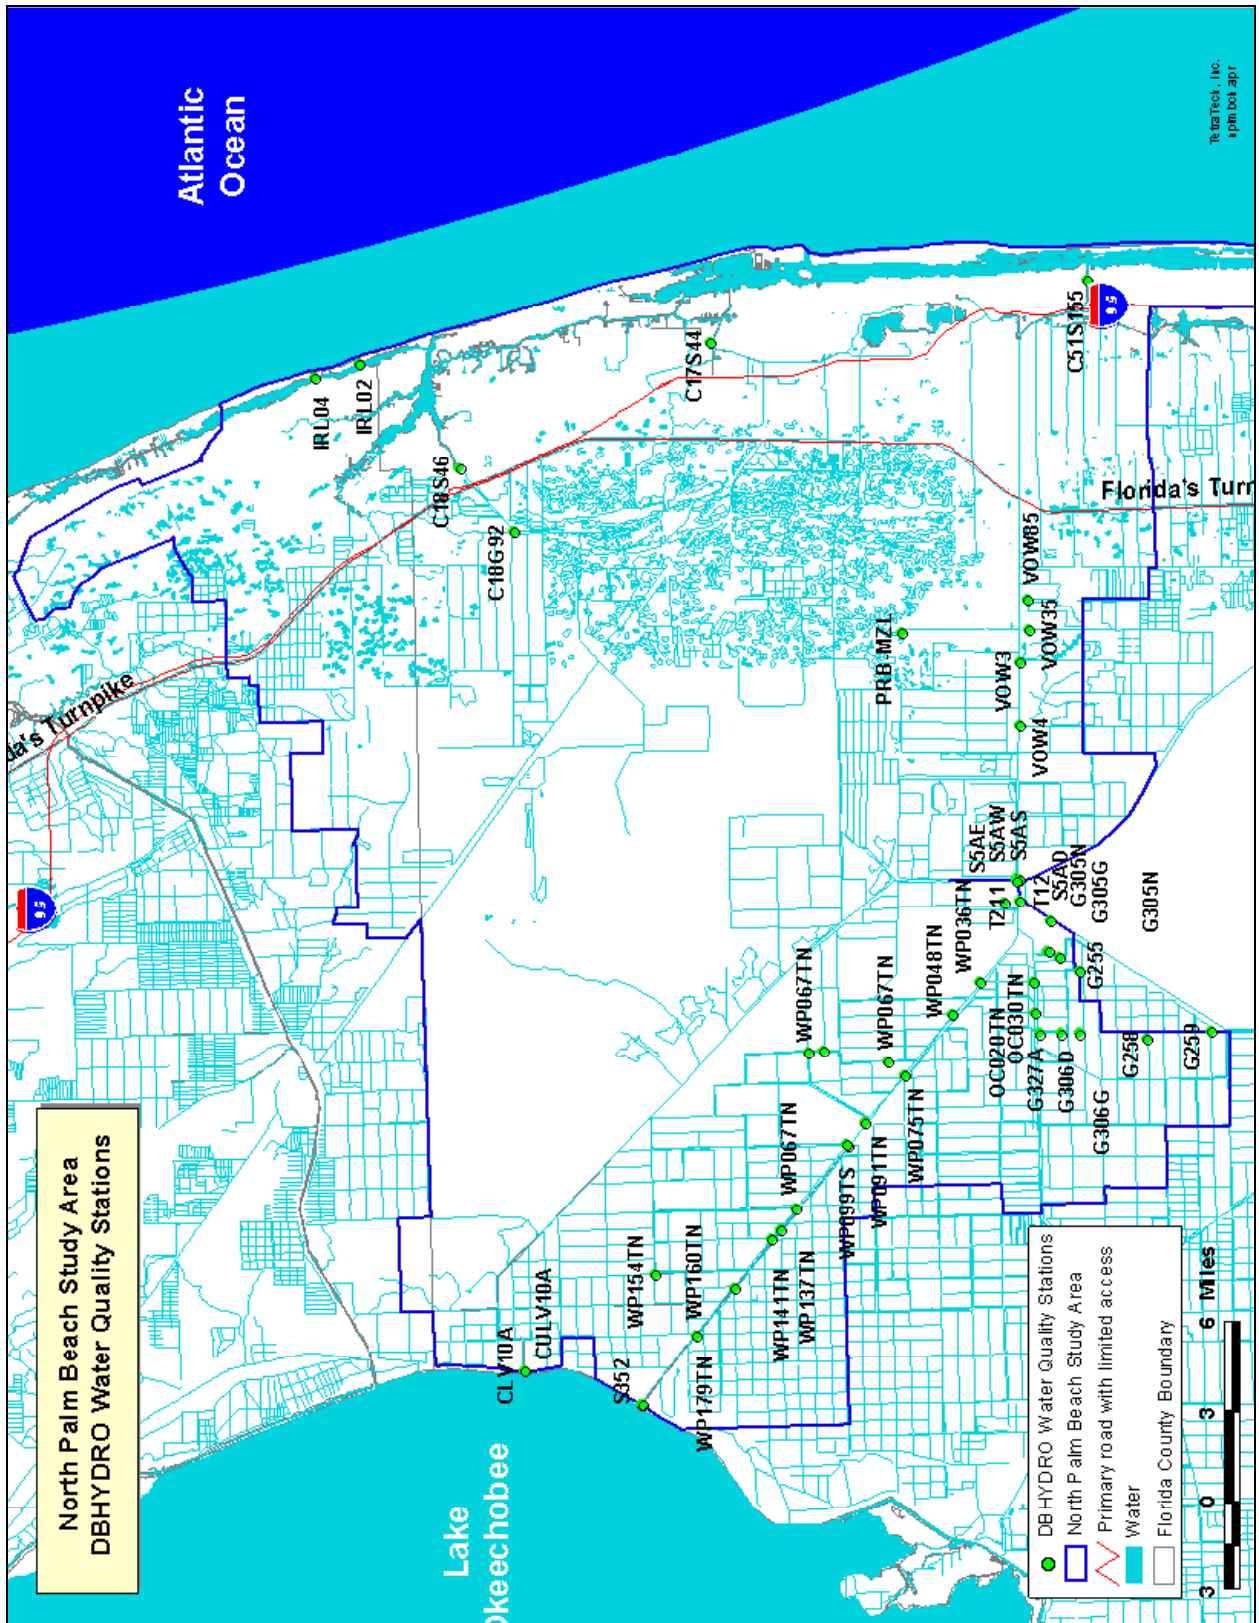 North Palm Beach Study Area
DBHYDRO Water Quality Stations
Atlantic
Ocean
Lake
okeechobee
da's Turnpike
95
IRL04
IRL02
C18S46
C18G92
C17S44
C51S155
95
Florida's Turn
VOW85
VOW35
VOW3
VOW4
PRB-MZL
S5AE
S5AW
S5AS
T211
T12
S5AD
G305N
G305G
G305N
G255
WP036TN
WP048TN
WP067TN
WP067TN
WP067TN
OC020TN
OC030TN
G327A
G306D
G306G
G258
G259
WP075TN
WP091TN
WP099TS
WP137TN
WP141TN
WP160TN
WP154TN
WP179TN
S352
CULV10A
CLV10A
DBHYDRO Water Quality Stations
North Palm Beach Study Area
Primary road with limited access
Water
Florida County Boundary
3 0 3 6 Miles
TetraTech, Inc.